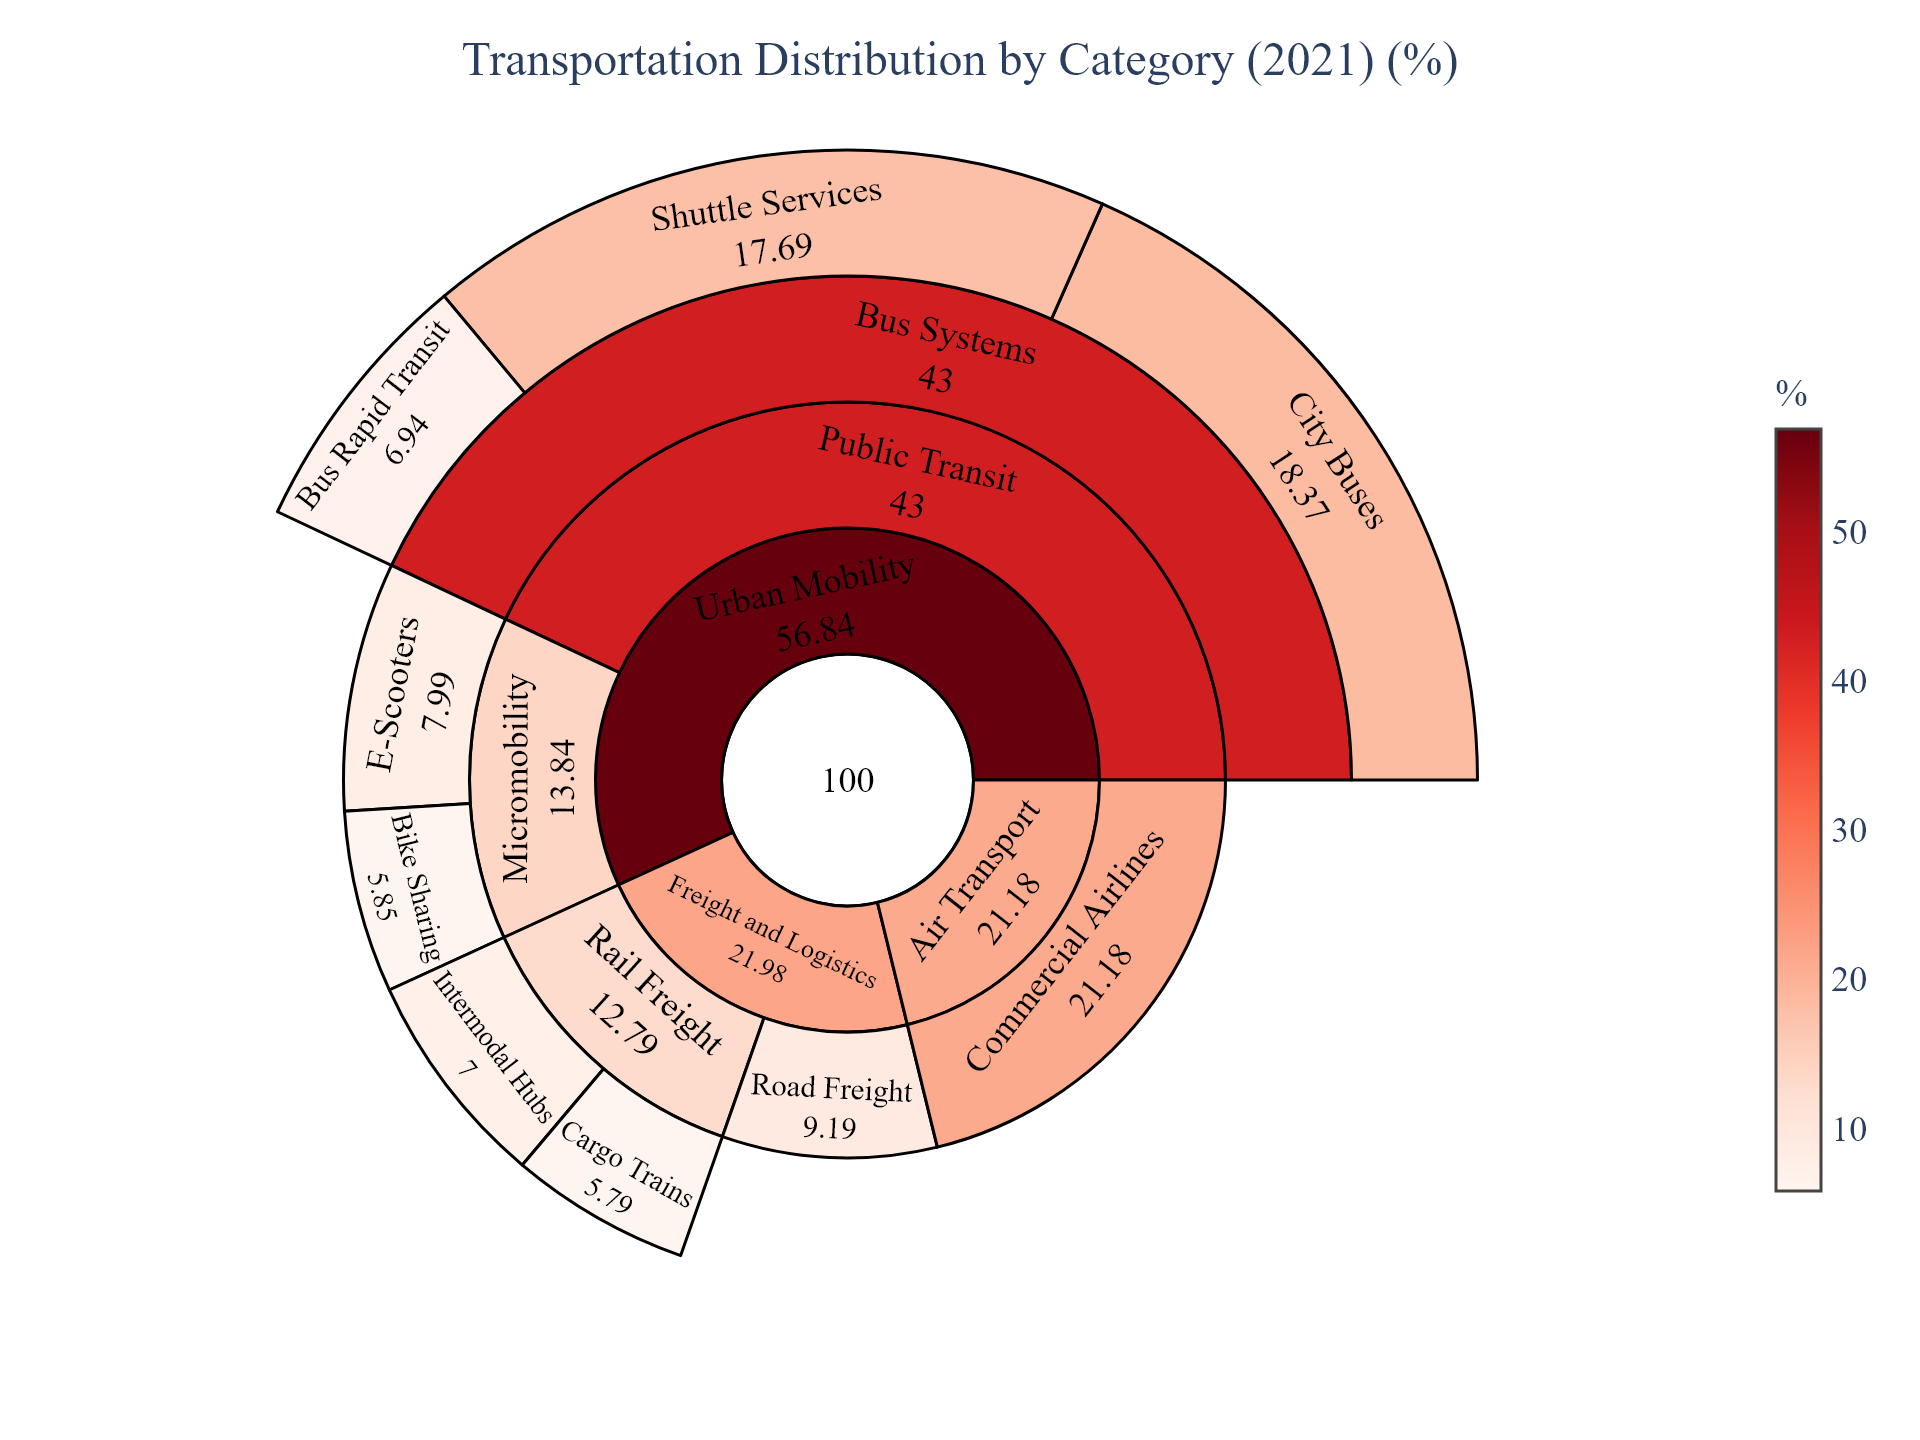 Transportation Distribution by Category (2021) (%)
Shuttle Services
17.69
Bus Systems
43
Public Transit
43
Urban Mobility
56.84
100
City Buses
18.37
Bus Rapid Transit
6.94
E-Scooters
7.99
Micromobility
13.84
Bike Sharing
5.85
Freight and Logistics
21.98
Air Transport
21.18
Commercial Airlines
21.18
Rail Freight
12.79
Road Freight
9.19
Intermodal Hubs
7
Cargo Trains
5.79
%
50
40
30
20
10